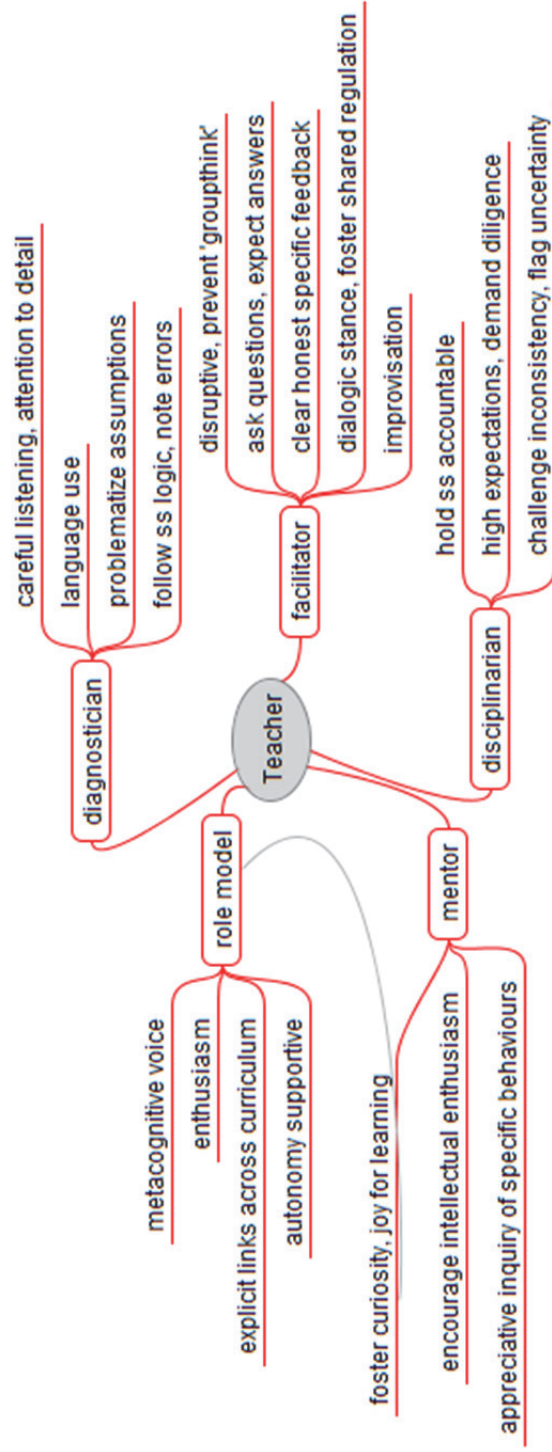 Teacher
diagnostician
careful listening, attention to detail
language use
problematize assumptions
follow ss logic, note errors
facilitator
disruptive, prevent 'groupthink'
ask questions, expect answers
clear honest specific feedback
dialogic stance, foster shared regulation
improvisation
disciplinarian
hold ss accountable
high expectations, demand diligence
challenge inconsistency, flag uncertainty
role model
metacognitive voice
enthusiasm
explicit links across curriculum
autonomy supportive
mentor
foster curiosity, joy for learning
encourage intellectual enthusiasm
appreciative inquiry of specific behaviours